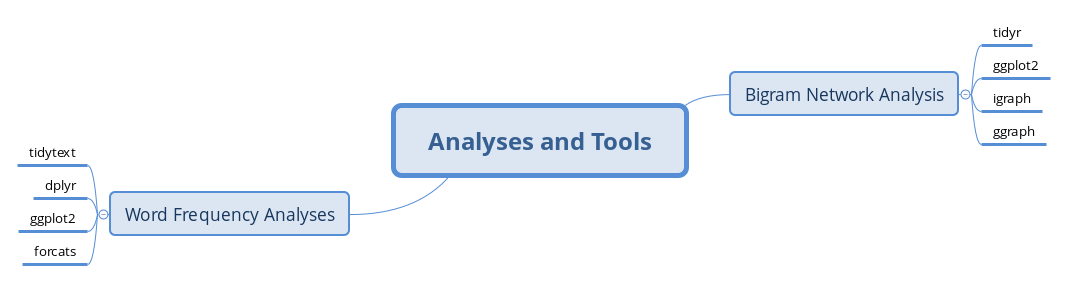 Analyses and Tools
Bigram Network Analysis
tidyr
ggplot2
igraph
ggraph
Word Frequency Analyses
tidytext
dplyr
ggplot2
forcats